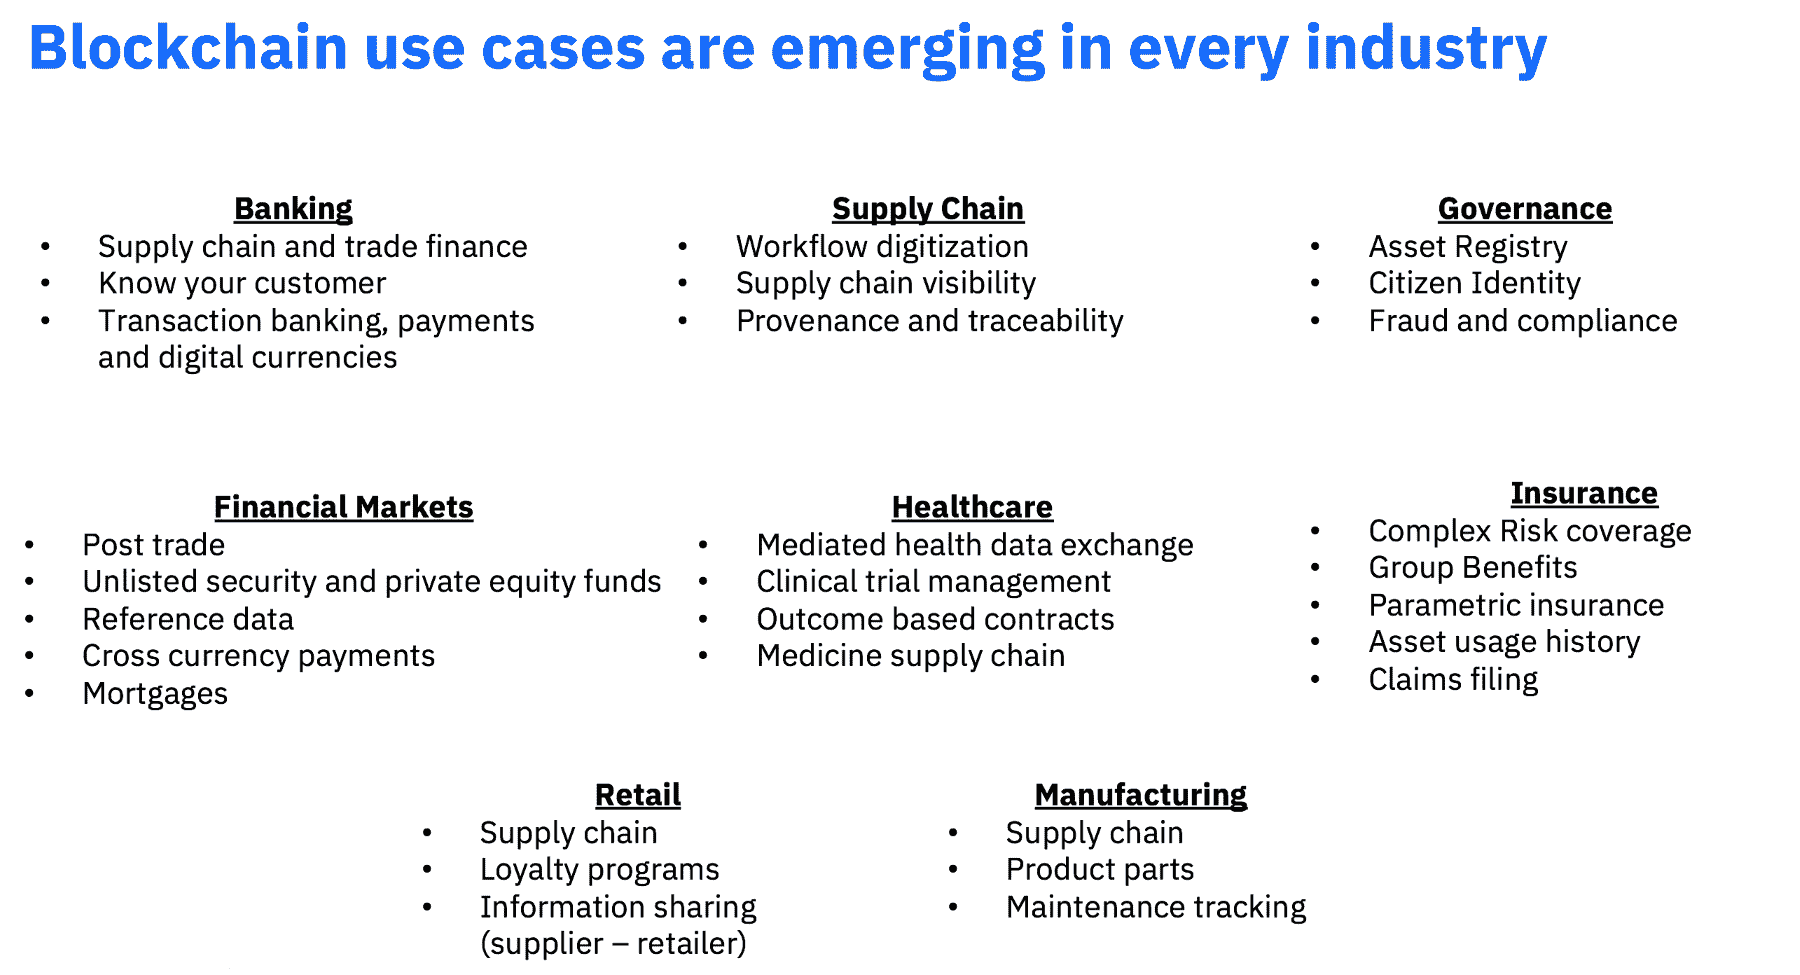 Blockchain use cases are emerging in every industry
Banking
• Supply chain and trade finance
• Know your customer
• Transaction banking, payments
and digital currencies
Supply Chain
• Workflow digitization
• Supply chain visibility
• Provenance and traceability
Governance
• Asset Registry
• Citizen Identity
• Fraud and compliance
Financial Markets
• Post trade
• Unlisted security and private equity funds
• Reference data
• Cross currency payments
• Mortgages
Healthcare
• Mediated health data exchange
• Clinical trial management
• Outcome based contracts
• Medicine supply chain
Insurance
• Complex Risk coverage
• Group Benefits
• Parametric insurance
• Asset usage history
• Claims filing
Retail
• Supply chain
• Loyalty programs
• Information sharing
(supplier – retailer)
Manufacturing
• Supply chain
• Product parts
• Maintenance tracking